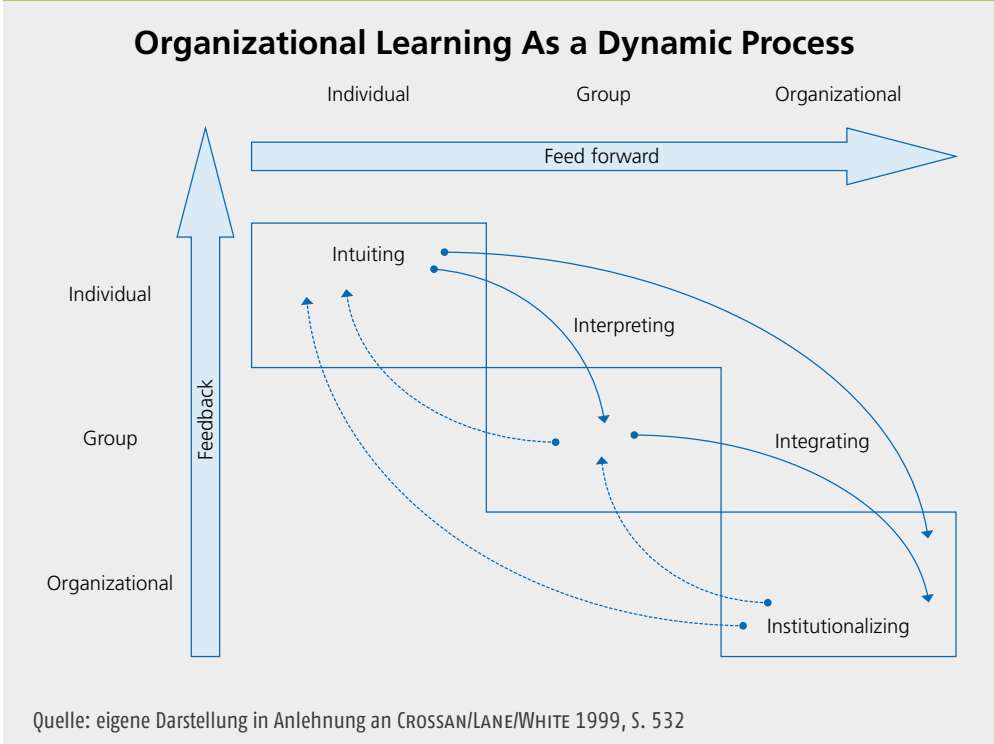 Organizational Learning As a Dynamic Process
Individual Group Organizational
Feed forward
Intuiting
Individual
Interpreting
Feedback
Group
Integrating
Organizational
Institutionalizing
Quelle: eigene Darstellung in Anlehnung an CROSSAN/LANE/WHITE 1999, S. 532